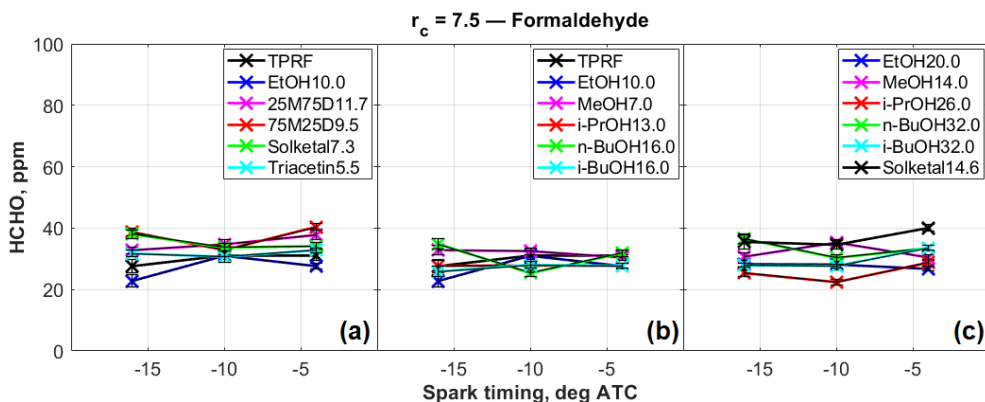 r_c = 7.5 — Formaldehyde
HCHO, ppm
100
80
60
40
20
0
TPRF
EtOH10.0
25M75D11.7
75M25D9.5
Solketal7.3
Triacetin5.5
(a)
-15
-10
-5
TPRF
EtOH10.0
MeOH7.0
i-PrOH13.0
n-BuOH16.0
i-BuOH16.0
(b)
-15
-10
-5
EtOH20.0
MeOH14.0
i-PrOH26.0
n-BuOH32.0
i-BuOH32.0
Solketal14.6
(c)
-15
-10
-5
Spark timing, deg ATC